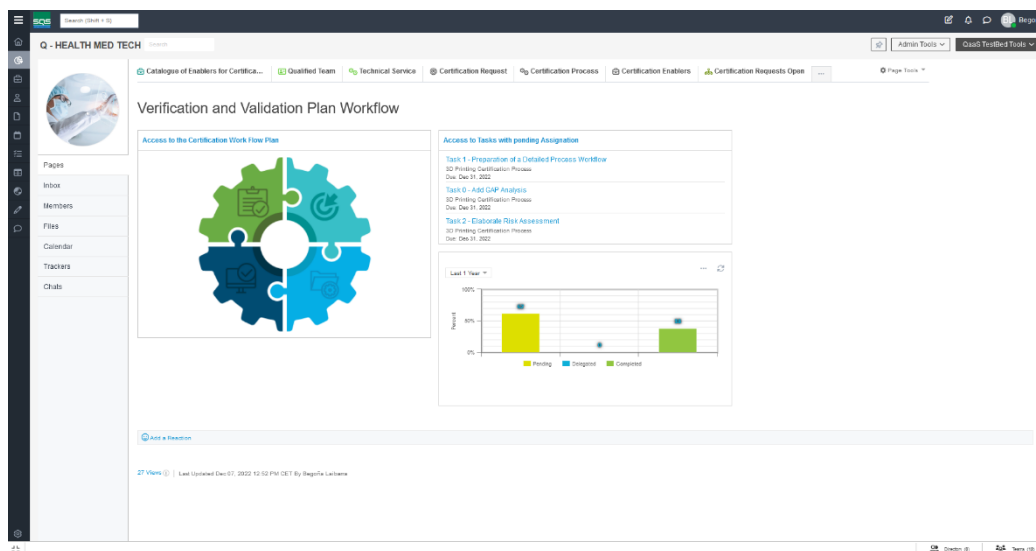 SQS
Search (Shift + S)
Bego
Q - HEALTH MED TECH
Search
Admin Tools
QaaS TestBed Tools
Catalogue of Enablers for Certifica...
Qualified Team
Technical Service
Certification Request
Certification Process
Certification Enablers
Certification Requests Open
...
Page Tools
Verification and Validation Plan Workflow
Pages
Inbox
Members
Files
Calendar
Trackers
Chats
Access to the Certification Work Flow Plan
Access to Tasks with pending Assignation
Task 1 - Preparation of a Detailed Process Workflow
3D Printing Certification Process
Due: Dec 31, 2022
Task 0 - Add GAP Analysis
3D Printing Certification Process
Due: Dec 31, 2022
Task 2 - Elaborate Risk Assessment
3D Printing Certification Process
Due: Dec 31, 2022
Last 1 Year
...
100%
50%
0%
Percent
Pending
Delegated
Completed
Add a Reaction
27 Views
Last Updated Dec 07, 2022 12:52 PM CET By Begoña Laibarra